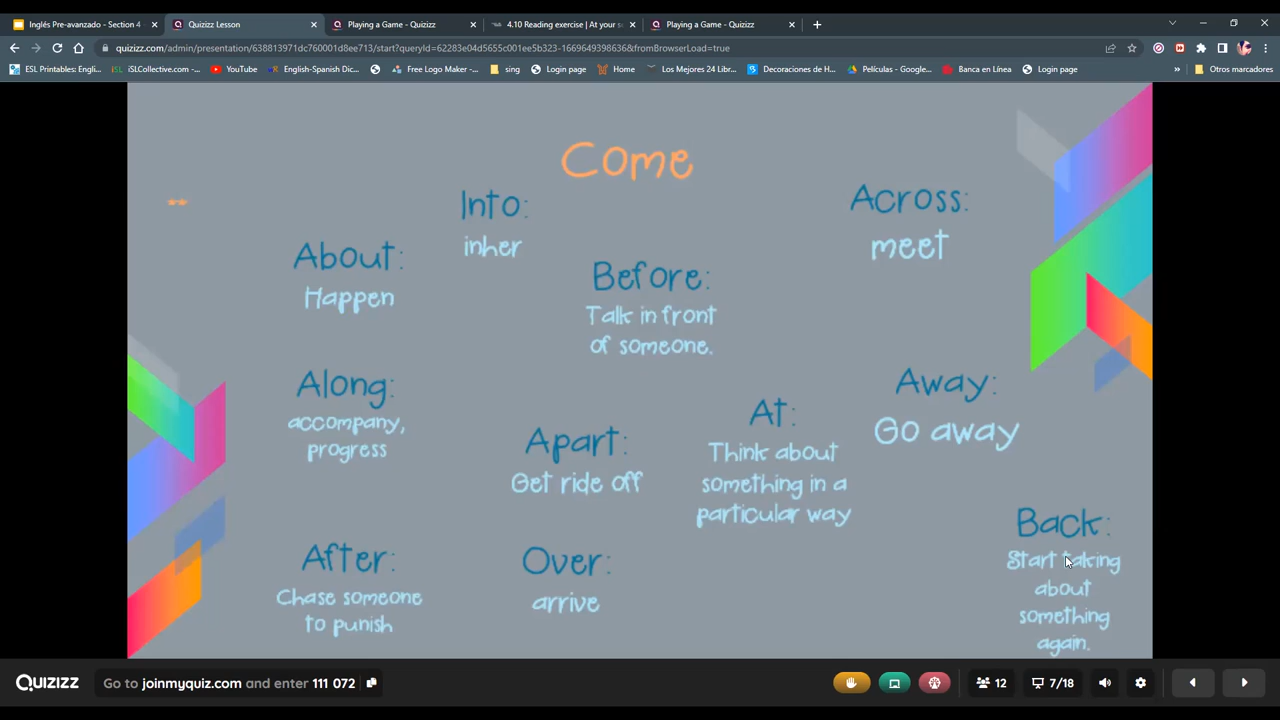 Inglés Pre-avanzado - Section 4
Quizizz Lesson
Playing a Game - Quizizz
4.10 Reading exercise | At your s
Playing a Game - Quizizz
quizizz.com/admin/presentation/638813971dc760001d8ee713/start?queryId=62283e04d5655c001ee5b323-1669649398636&fromBrowserLoad=true
ESL Printables: Engli...
iSLCollective.com -...
YouTube
English-Spanish Dic...
Free Logo Maker -...
sing
Login page
Home
Los Mejores 24 Libr...
Decoraciones de H...
Películas - Google...
Banca en Línea
Login page
»
Otros marcadores
Come
Into:
inher
Across:
meet
About:
Happen
Before:
Talk in front
of someone.
Along:
accompany,
progress
Apart:
Get ride off
At:
Think about
something in a
particular way
Away:
Go away
After:
Chase someone
to punish
Over:
arrive
Back:
Start taking
about
something
again.
Quizizz
Go to joinmyquiz.com and enter 111 072
12
7/18